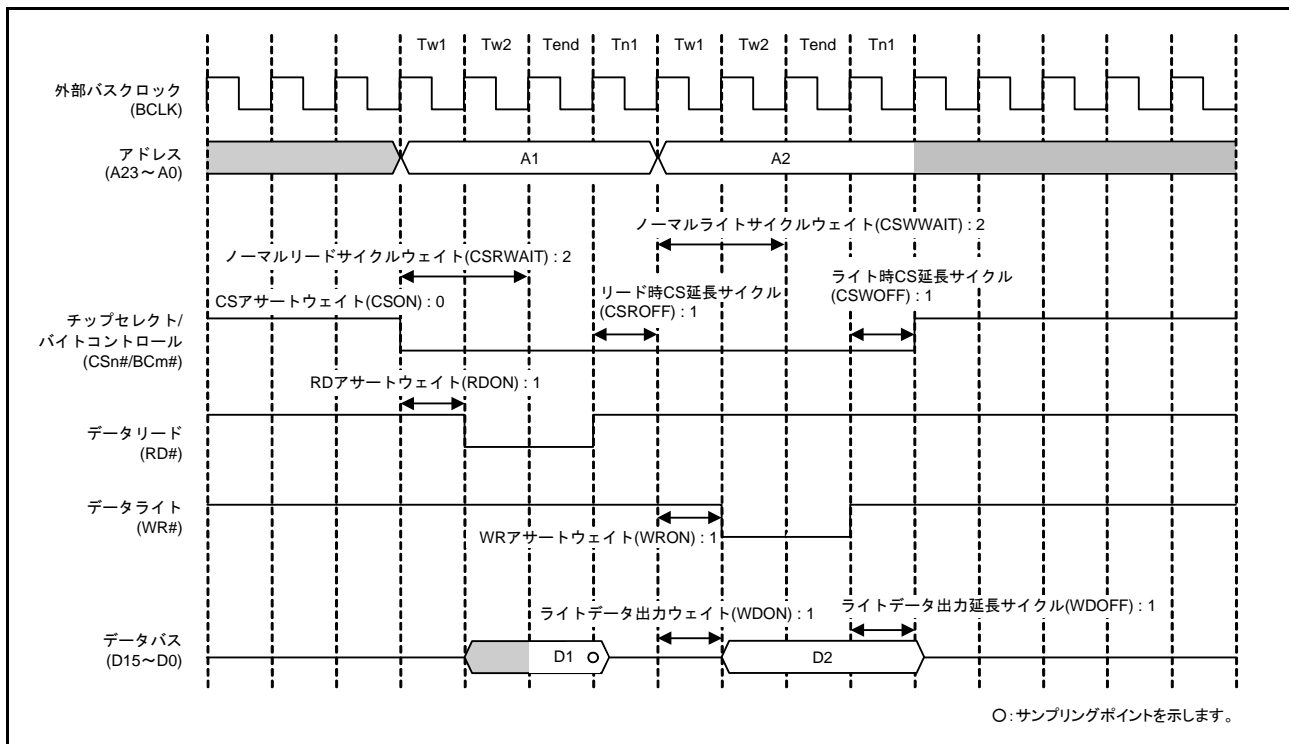 Tw1 Tw2 Tend Tn1 Tw1 Tw2 Tend Tn1
外部バスクロック
(BCLK)
アドレス
(A23～A0)
A1
A2
ノーマルライトサイクルウェイト(CSWWAIT) : 2
ノーマルリードサイクルウェイト(CSRWAIT) : 2
ライト時CS延長サイクル
(CSWOFF) : 1
リード時CS延長サイクル
(CSROFF) : 1
CSアサートウェイト(CSON) : 0
チップセレクト/
バイトコントロール
(CSn#/BCm#)
RDアサートウェイト(RDON) : 1
データリード
(RD#)
データライト
(WR#)
WRアサートウェイト(WRON) : 1
ライトデータ出力ウェイト(WDON) : 1
ライトデータ出力延長サイクル(WDOFF) : 1
データバス
(D15～D0)
D1
D2
○：サンプリングポイントを示します。